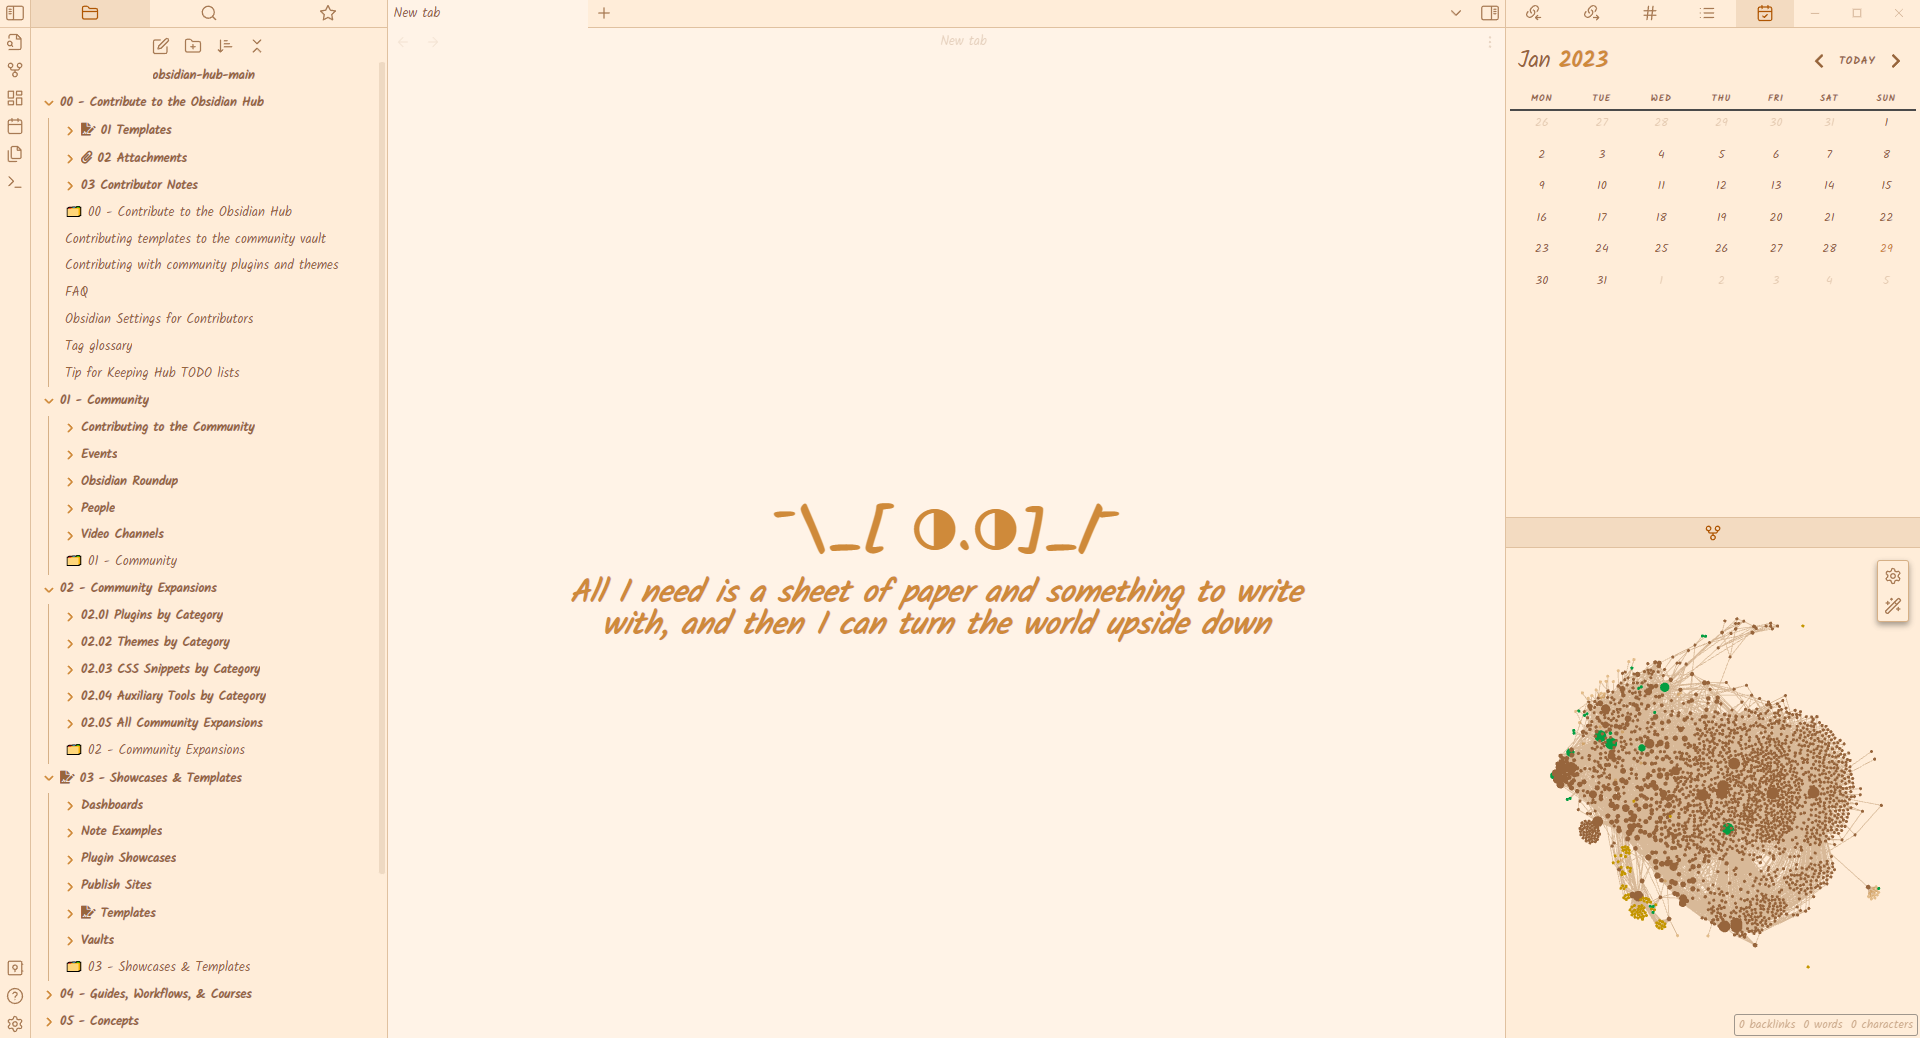 New tab
New tab
obsidian-hub-main
00 - Contribute to the Obsidian Hub
01 Templates
02 Attachments
03 Contributor Notes
00 - Contribute to the Obsidian Hub
Contributing templates to the community vault
Contributing with community plugins and themes
FAQ
Obsidian Settings for Contributors
Tag glossary
Tip for Keeping Hub TODO lists
01 - Community
Contributing to the Community
Events
Obsidian Roundup
People
Video Channels
01 - Community
02 - Community Expansions
02.01 Plugins by Category
02.02 Themes by Category
02.03 CSS Snippets by Category
02.04 Auxiliary Tools by Category
02.05 All Community Expansions
02 - Community Expansions
03 - Showcases & Templates
Dashboards
Note Examples
Plugin Showcases
Publish Sites
Templates
Vaults
03 - Showcases & Templates
04 - Guides, Workflows, & Courses
05 - Concepts
¯\_[ ◑.◑]_/¯
All I need is a sheet of paper and something to write
with, and then I can turn the world upside down
Jan 2023
TODAY
MON TUE WED THU FRI SAT SUN
26 27 28 29 30 31 1
2 3 4 5 6 7 8
9 10 11 12 13 14 15
16 17 18 19 20 21 22
23 24 25 26 27 28 29
30 31 1 2 3 4 5
0 backlinks 0 words 0 characters